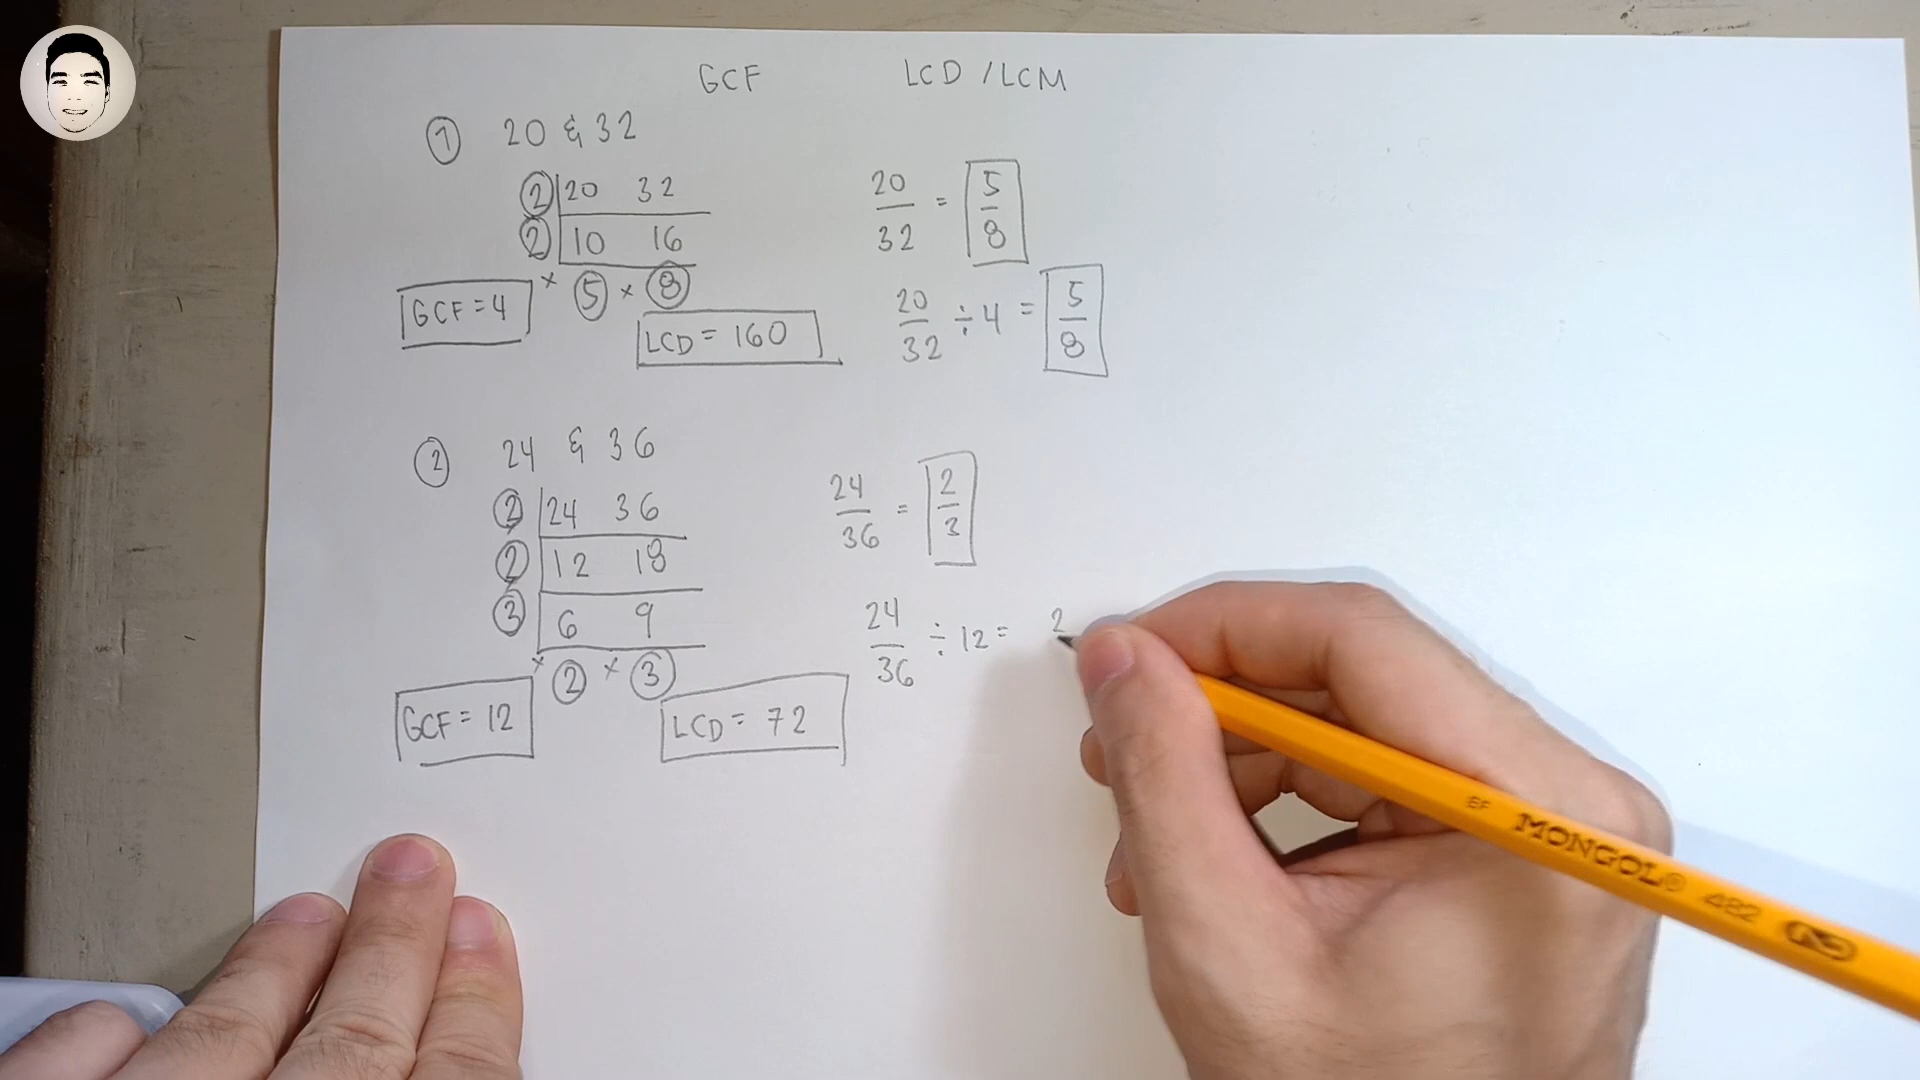 GCF LCD / LCM
① 20 & 32
② 20 32
② 10 16
× ⑤ × ⑧
GCF = 4
LCD = 160
20/32 = 5/8
20/32 ÷ 4 = 5/8
② 24 & 36
② 24 36
② 12 18
③ 6 9
× ② × ③
GCF = 12
LCD = 72
24/36 = 2/3
24/36 ÷ 12 = 2
EF MONGOL® 482 2